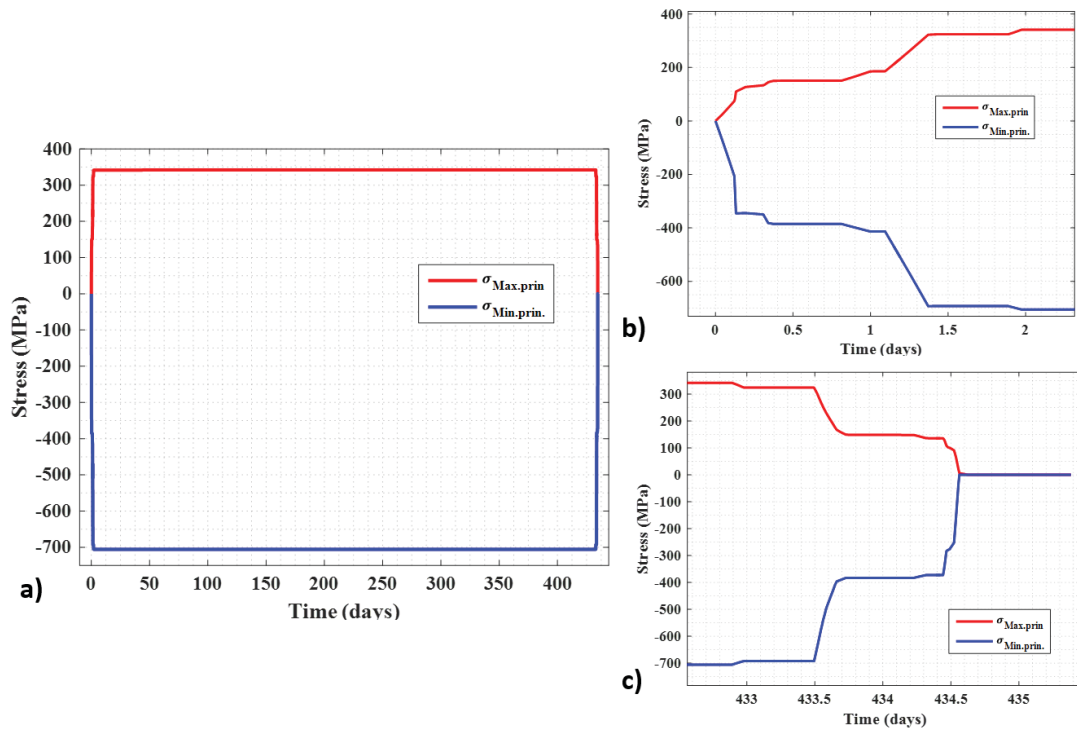 400
300
200
100
0
-100
-200
-300
-400
-500
-600
-700
Stress (MPa)
σMax.prin
σMin.prin.
0 50 100 150 200 250 300 350 400
Time (days)
a)
400
200
0
-200
-400
-600
Stress (MPa)
σMax.prin
σMin.prin.
0 0.5 1 1.5 2
Time (days)
b)
300
200
100
0
-100
-200
-300
-400
-500
-600
-700
Stress (MPa)
σMax.prin
σMin.prin.
433 433.5 434 434.5 435
Time (days)
c)